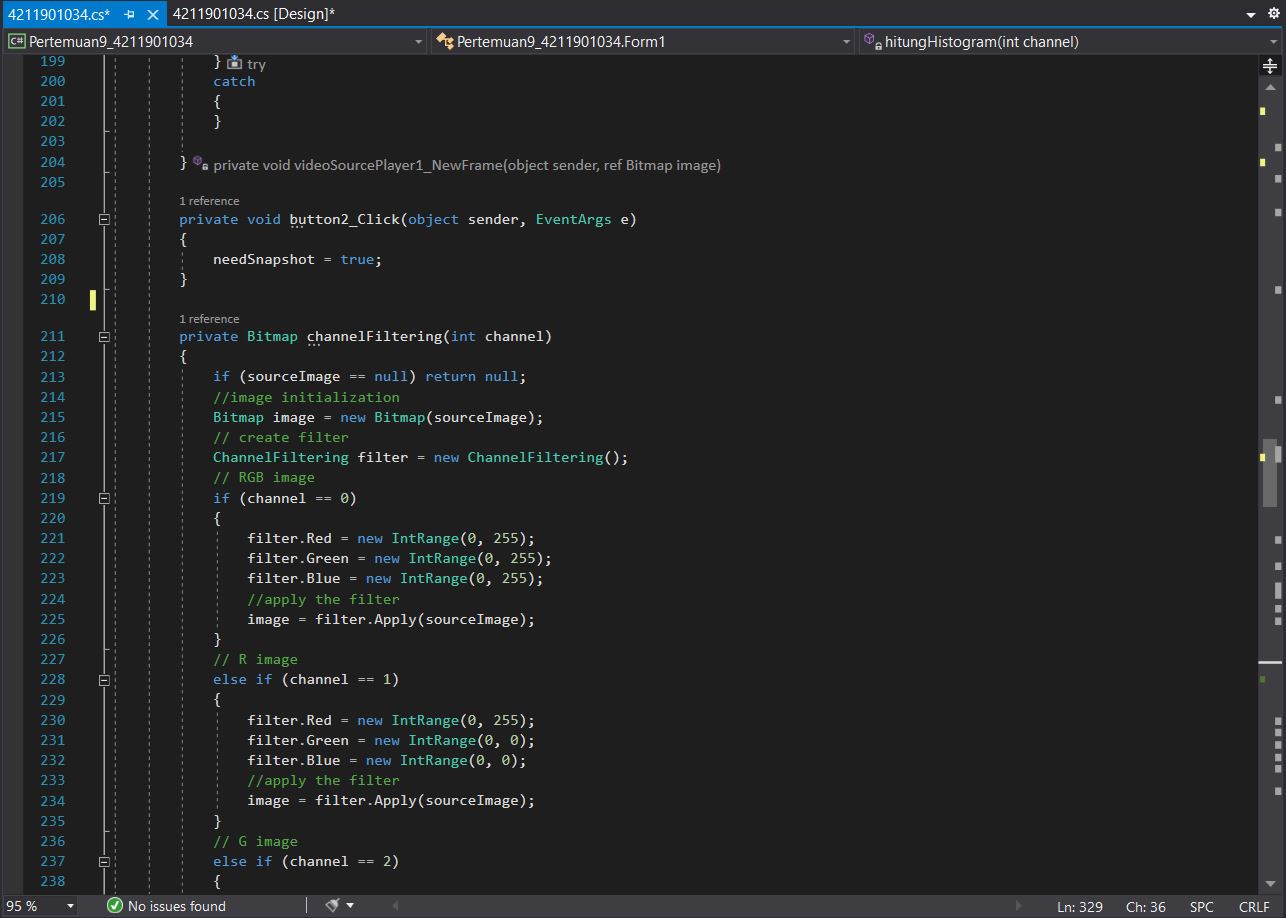 4211901034.cs* 4211901034.cs [Design]*
C# Pertemuan9_4211901034 Pertemuan9_4211901034.Form1 hitungHistogram(int channel)
199 } try
200 catch
201 {
202 }
203
204 } private void videoSourcePlayer1_NewFrame(object sender, ref Bitmap image)
205
1 reference
206 private void button2_Click(object sender, EventArgs e)
207 {
208 needSnapshot = true;
209 }
210
1 reference
211 private Bitmap channelFiltering(int channel)
212 {
213 if (sourceImage == null) return null;
214 //image initialization
215 Bitmap image = new Bitmap(sourceImage);
216 // create filter
217 ChannelFiltering filter = new ChannelFiltering();
218 // RGB image
219 if (channel == 0)
220 {
221 filter.Red = new IntRange(0, 255);
222 filter.Green = new IntRange(0, 255);
223 filter.Blue = new IntRange(0, 255);
224 //apply the filter
225 image = filter.Apply(sourceImage);
226 }
227 // R image
228 else if (channel == 1)
229 {
230 filter.Red = new IntRange(0, 255);
231 filter.Green = new IntRange(0, 0);
232 filter.Blue = new IntRange(0, 0);
233 //apply the filter
234 image = filter.Apply(sourceImage);
235 }
236 // G image
237 else if (channel == 2)
238 {
95 % No issues found Ln: 329 Ch: 36 SPC CRLF